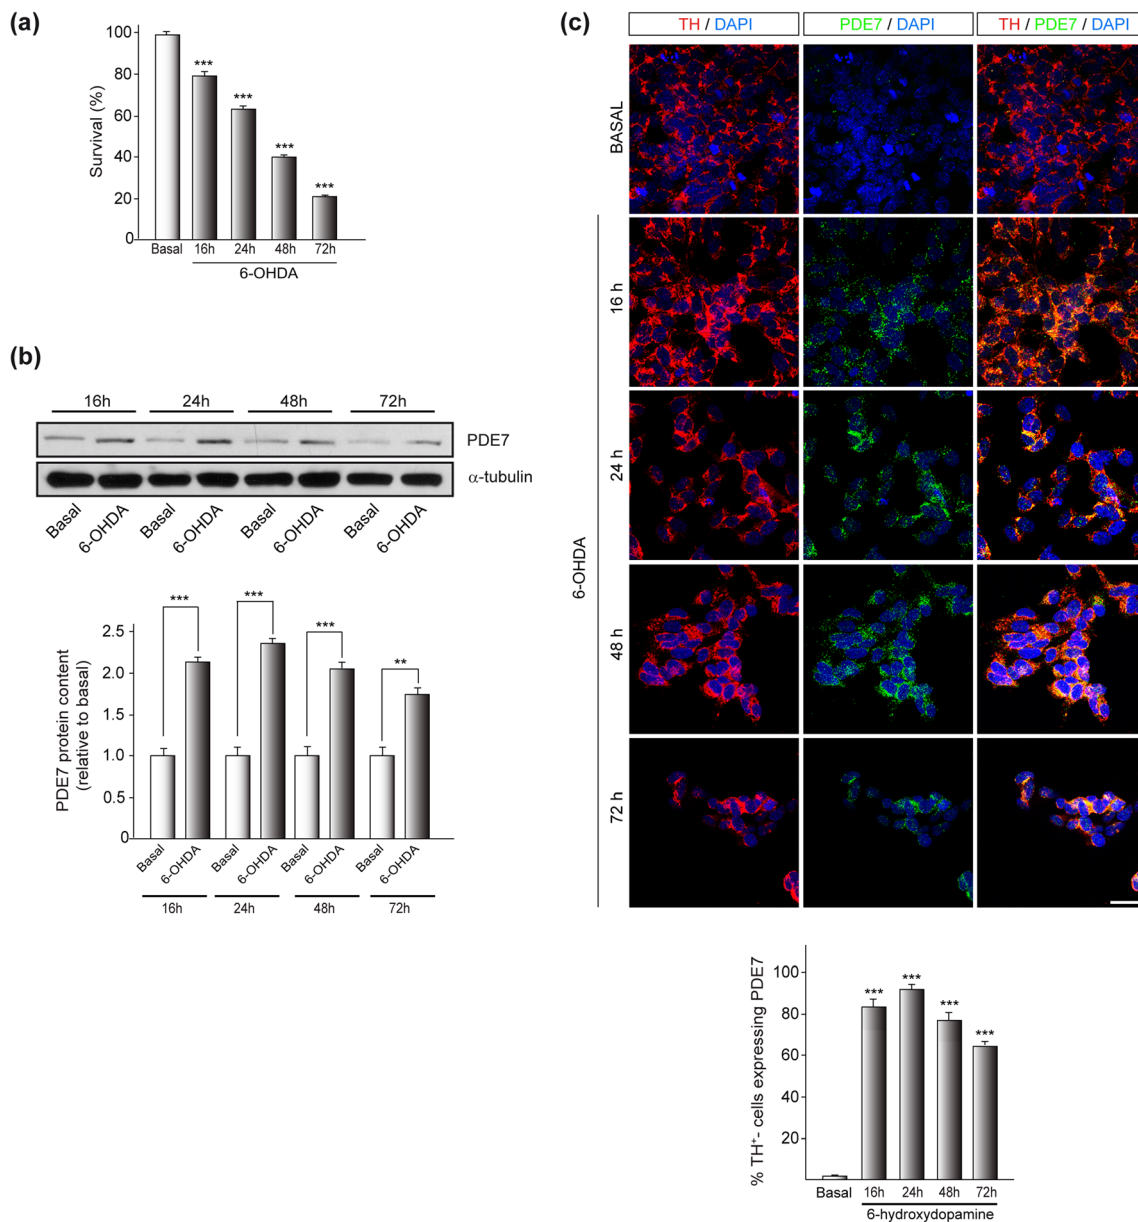 (a)
Survival (%)
100
80
60
40
20
0
***
***
***
***
Basal
16h
24h
48h
72h
6-OHDA
(b)
16h
24h
48h
72h
PDE7
α-tubulin
Basal
6-OHDA
Basal
6-OHDA
Basal
6-OHDA
Basal
6-OHDA
PDE7 protein content
(relative to basal)
2.5
2.0
1.5
1.0
0.5
0
***
***
***
**
Basal
6-OHDA
Basal
6-OHDA
Basal
6-OHDA
Basal
6-OHDA
16h
24h
48h
72h
(c)
TH / DAPI
PDE7 / DAPI
TH / PDE7 / DAPI
BASAL
16 h
24 h
48 h
72 h
6-OHDA
% TH⁺- cells expressing PDE7
100
80
60
40
20
***
***
***
***
Basal
16h
24h
48h
72h
6-hydroxydopamine